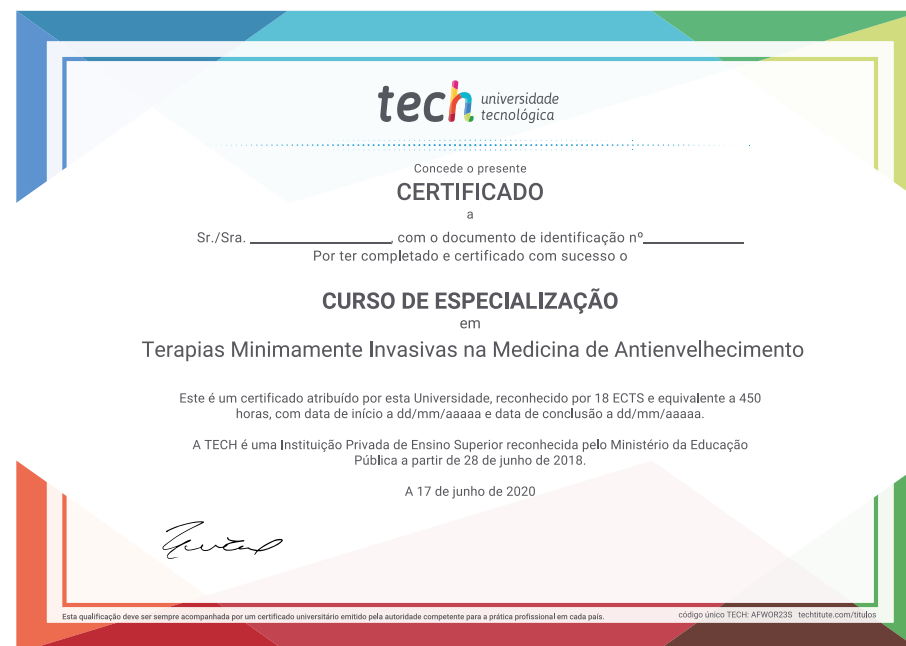 tech universidade
tecnológica
Concede o presente
CERTIFICADO
a
Sr./Sra. ____________________, com o documento de identificação nº______________
Por ter completado e certificado com sucesso o
CURSO DE ESPECIALIZAÇÃO
em
Terapias Minimamente Invasivas na Medicina de Antienvelhecimento
Este é um certificado atribuído por esta Universidade, reconhecido por 18 ECTS e equivalente a 450
horas, com data de início a dd/mm/aaaaa e data de conclusão a dd/mm/aaaaa.
A TECH é uma Instituição Privada de Ensino Superior reconhecida pelo Ministério da Educação
Pública a partir de 28 de junho de 2018.
A 17 de junho de 2020
Esta qualificação deve ser sempre acompanhada por um certificado universitário emitido pela autoridade competente para a prática profissional em cada país.
código único TECH: AFWOR23S techtitute.com/titulos